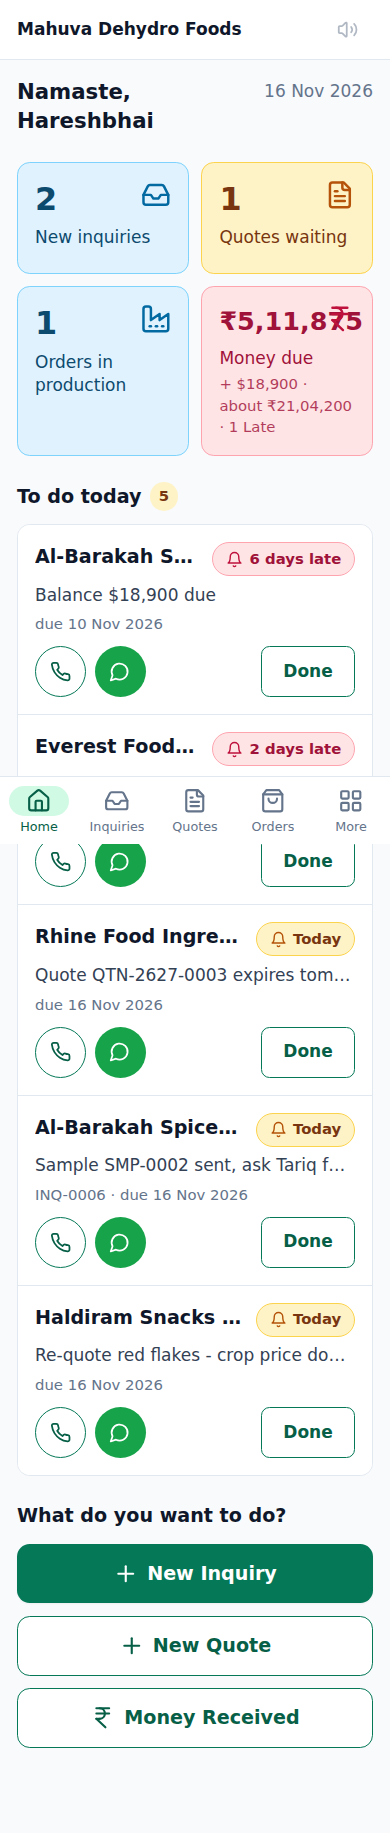 Mahuva Dehydro Foods
Namaste,
Hareshbhai
16 Nov 2026
2
New inquiries
1
Quotes waiting
1
Orders in
production
₹5,11,875
Money due
+ $18,900 ·
about ₹21,04,200
· 1 Late
To do today 5
Al-Barakah S...
6 days late
Balance $18,900 due
due 10 Nov 2026
Done
Everest Food...
2 days late
Home
Inquiries
Quotes
Orders
More
Done
Rhine Food Ingre...
Today
Quote QTN-2627-0003 expires tom...
due 16 Nov 2026
Done
Al-Barakah Spice...
Today
Sample SMP-0002 sent, ask Tariq f...
INQ-0006 · due 16 Nov 2026
Done
Haldiram Snacks ...
Today
Re-quote red flakes - crop price do...
due 16 Nov 2026
Done
What do you want to do?
+ New Inquiry
+ New Quote
₹ Money Received